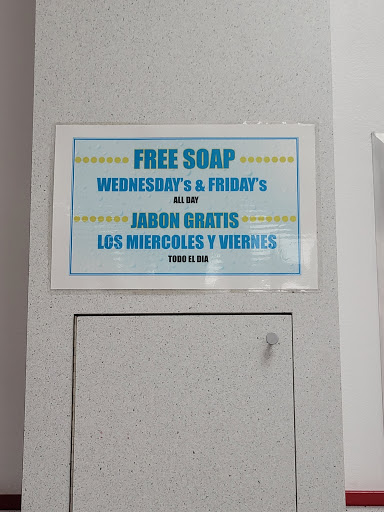 FREE SOAP
WEDNESDAY's & FRIDAY's
ALL DAY
JABON GRATIS
LOS MIERCOLES Y VIERNES
TODO EL DIA